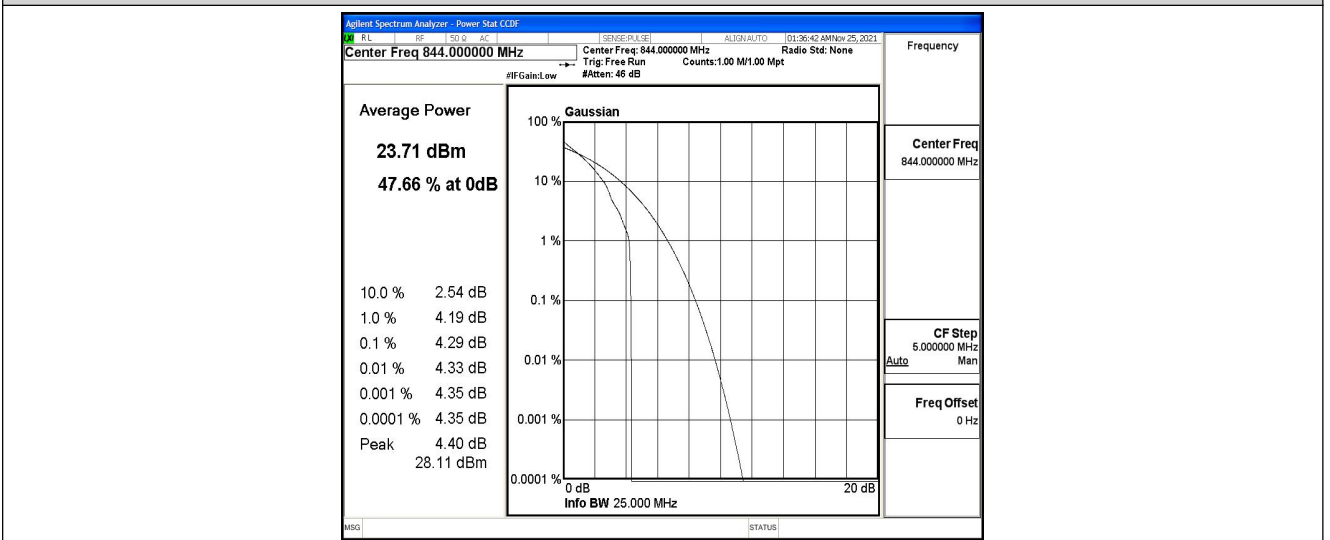 Agilent Spectrum Analyzer - Power Stat CCDF
LXI RL RF 50 Ω AC SENSE:PULSE ALIGN AUTO 01:36:42 AM Nov 25, 2021
Center Freq 844.000000 MHz
Center Freq: 844.000000 MHz Radio Std: None
Trig: Free Run Counts:1.00 M/1.00 Mpt
#IFGain:Low #Atten: 46 dB
Frequency
Average Power
23.71 dBm
47.66 % at 0dB
10.0 % 2.54 dB
1.0 % 4.19 dB
0.1 % 4.29 dB
0.01 % 4.33 dB
0.001 % 4.35 dB
0.0001 % 4.35 dB
Peak 4.40 dB
28.11 dBm
Gaussian
100 %
10 %
1 %
0.1 %
0.01 %
0.001 %
0.0001 %
0 dB 20 dB
Info BW 25.000 MHz
Center Freq
844.000000 MHz
CF Step
5.000000 MHz
Auto Man
Freq Offset
0 Hz
MSG STATUS